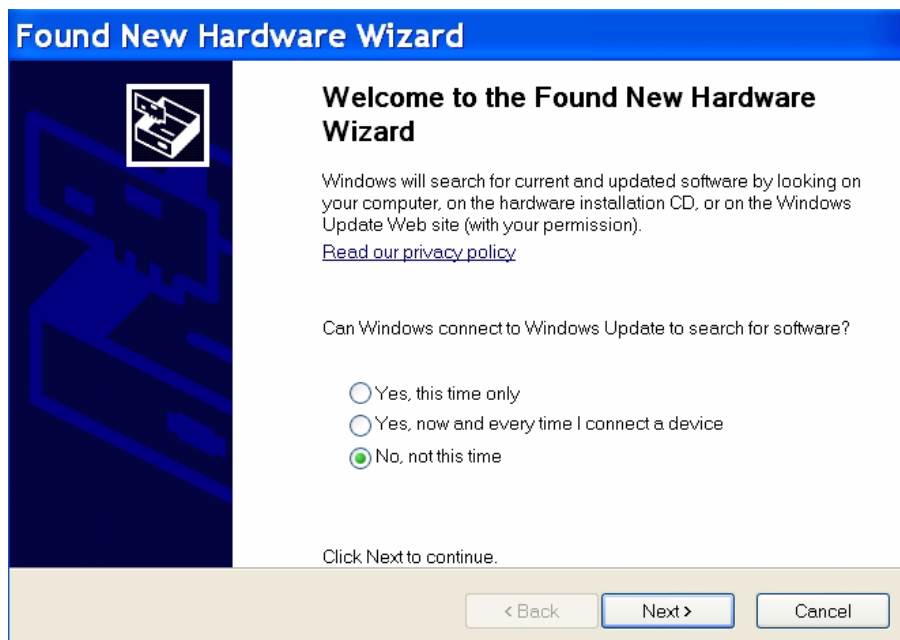 Found New Hardware Wizard
Welcome to the Found New Hardware
Wizard
Windows will search for current and updated software by looking on
your computer, on the hardware installation CD, or on the Windows
Update Web site (with your permission).
Read our privacy policy
Can Windows connect to Windows Update to search for software?
Yes, this time only
Yes, now and every time I connect a device
No, not this time
Click Next to continue.
< Back
Next >
Cancel